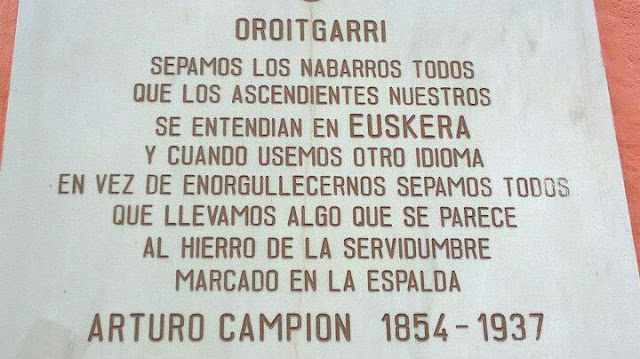 OROITGARRI
SEPAMOS LOS NABARROS TODOS
QUE LOS ASCENDIENTES NUESTROS
SE ENTENDIAN EN EUSKERA
Y CUANDO USEMOS OTRO IDIOMA
EN VEZ DE ENORGULLECERNOS SEPAMOS TODOS
QUE LLEVAMOS ALGO QUE SE PARECE
AL HIERRO DE LA SERVIDUMBRE
MARCADO EN LA ESPALDA
ARTURO CAMPION 1854-1937